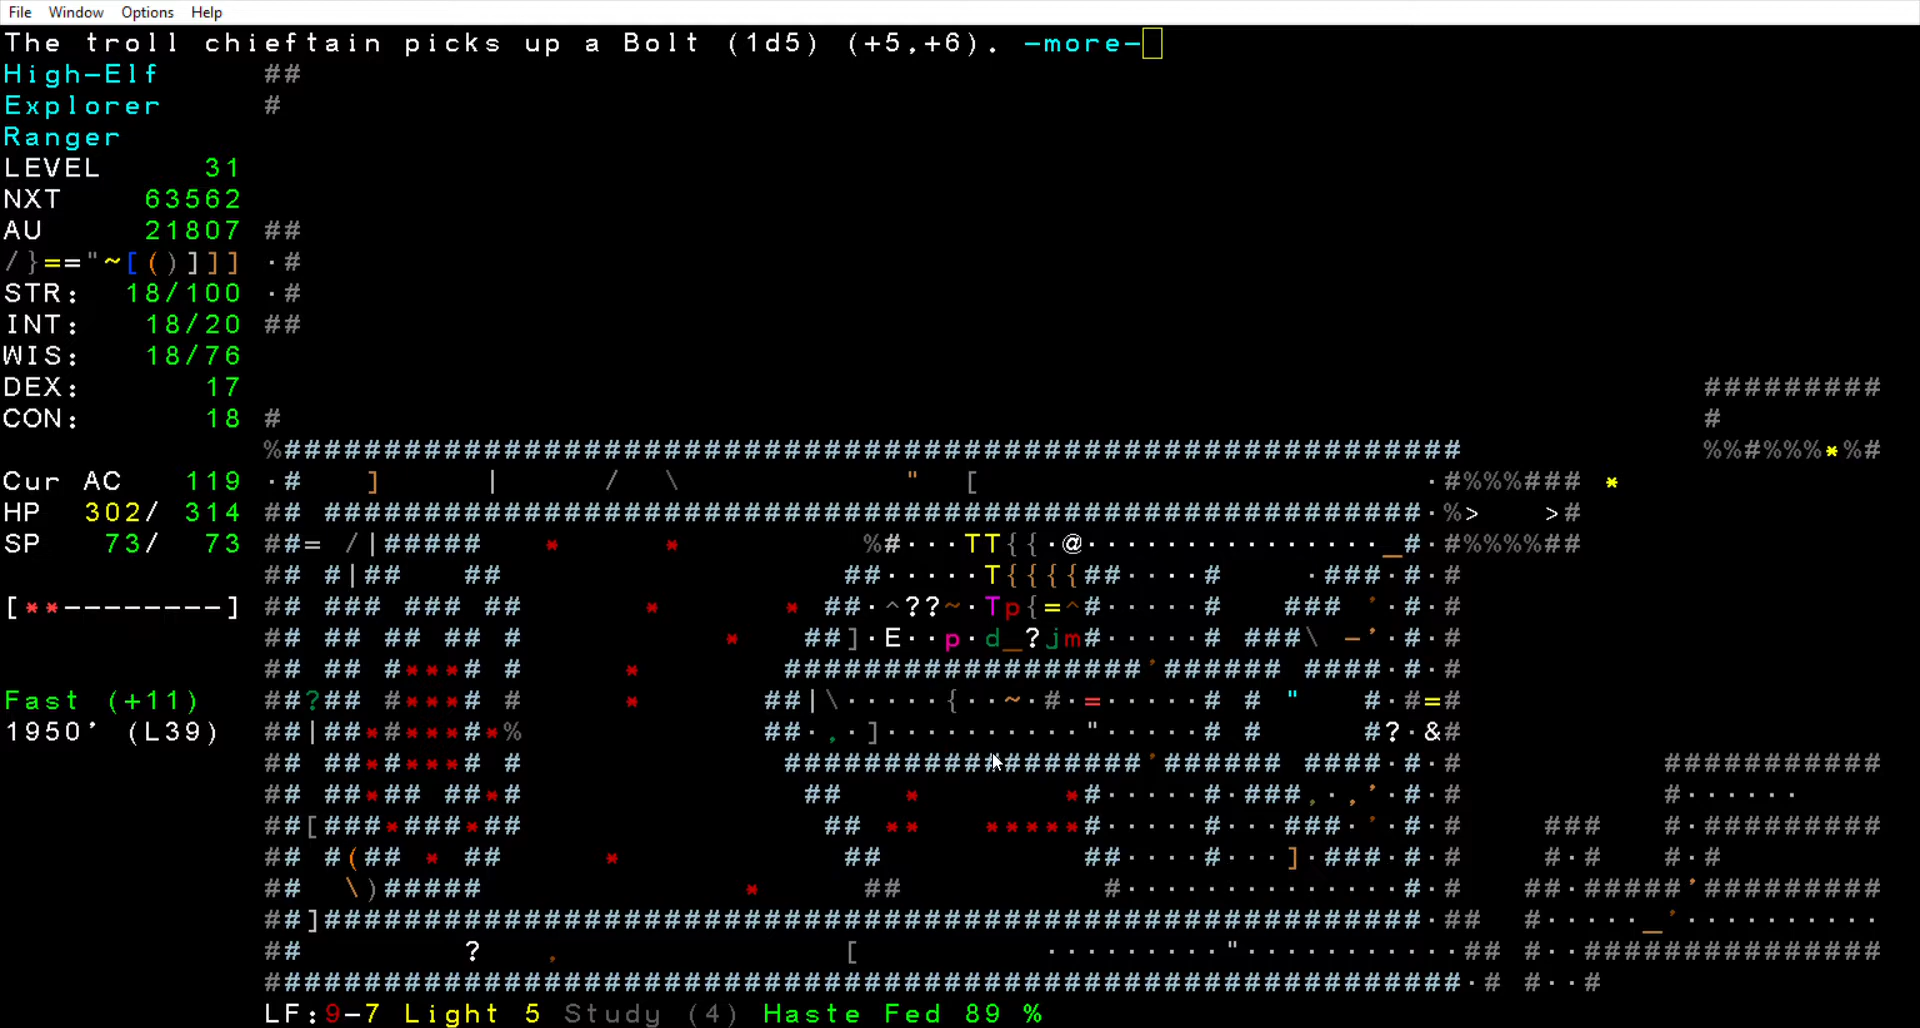 File Window Options Help
The troll chieftain picks up a Bolt (1d5) (+5,+6). -more-
High-Elf
Explorer
Ranger
LEVEL 31
NXT 63562
AU 21807
STR: 18/100
INT: 18/20
WIS: 18/76
DEX: 17
CON: 18
Cur AC 119
HP 302/ 314
SP 73/ 73
[**--------]
Fast (+11)
1950' (L39)
LF:9-7 Light 5 Study (4) Haste Fed 89 %